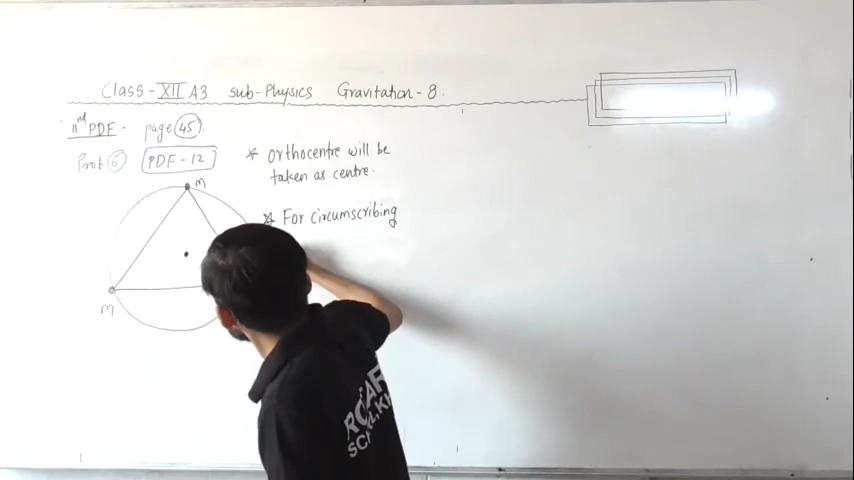 Class - XII A3 sub-Physics Gravitation - 8.
IInd PDF - page 45
Prob 6 PDF - 12
* orthocentre will be
taken as centre.
* For circumscribing
M
M